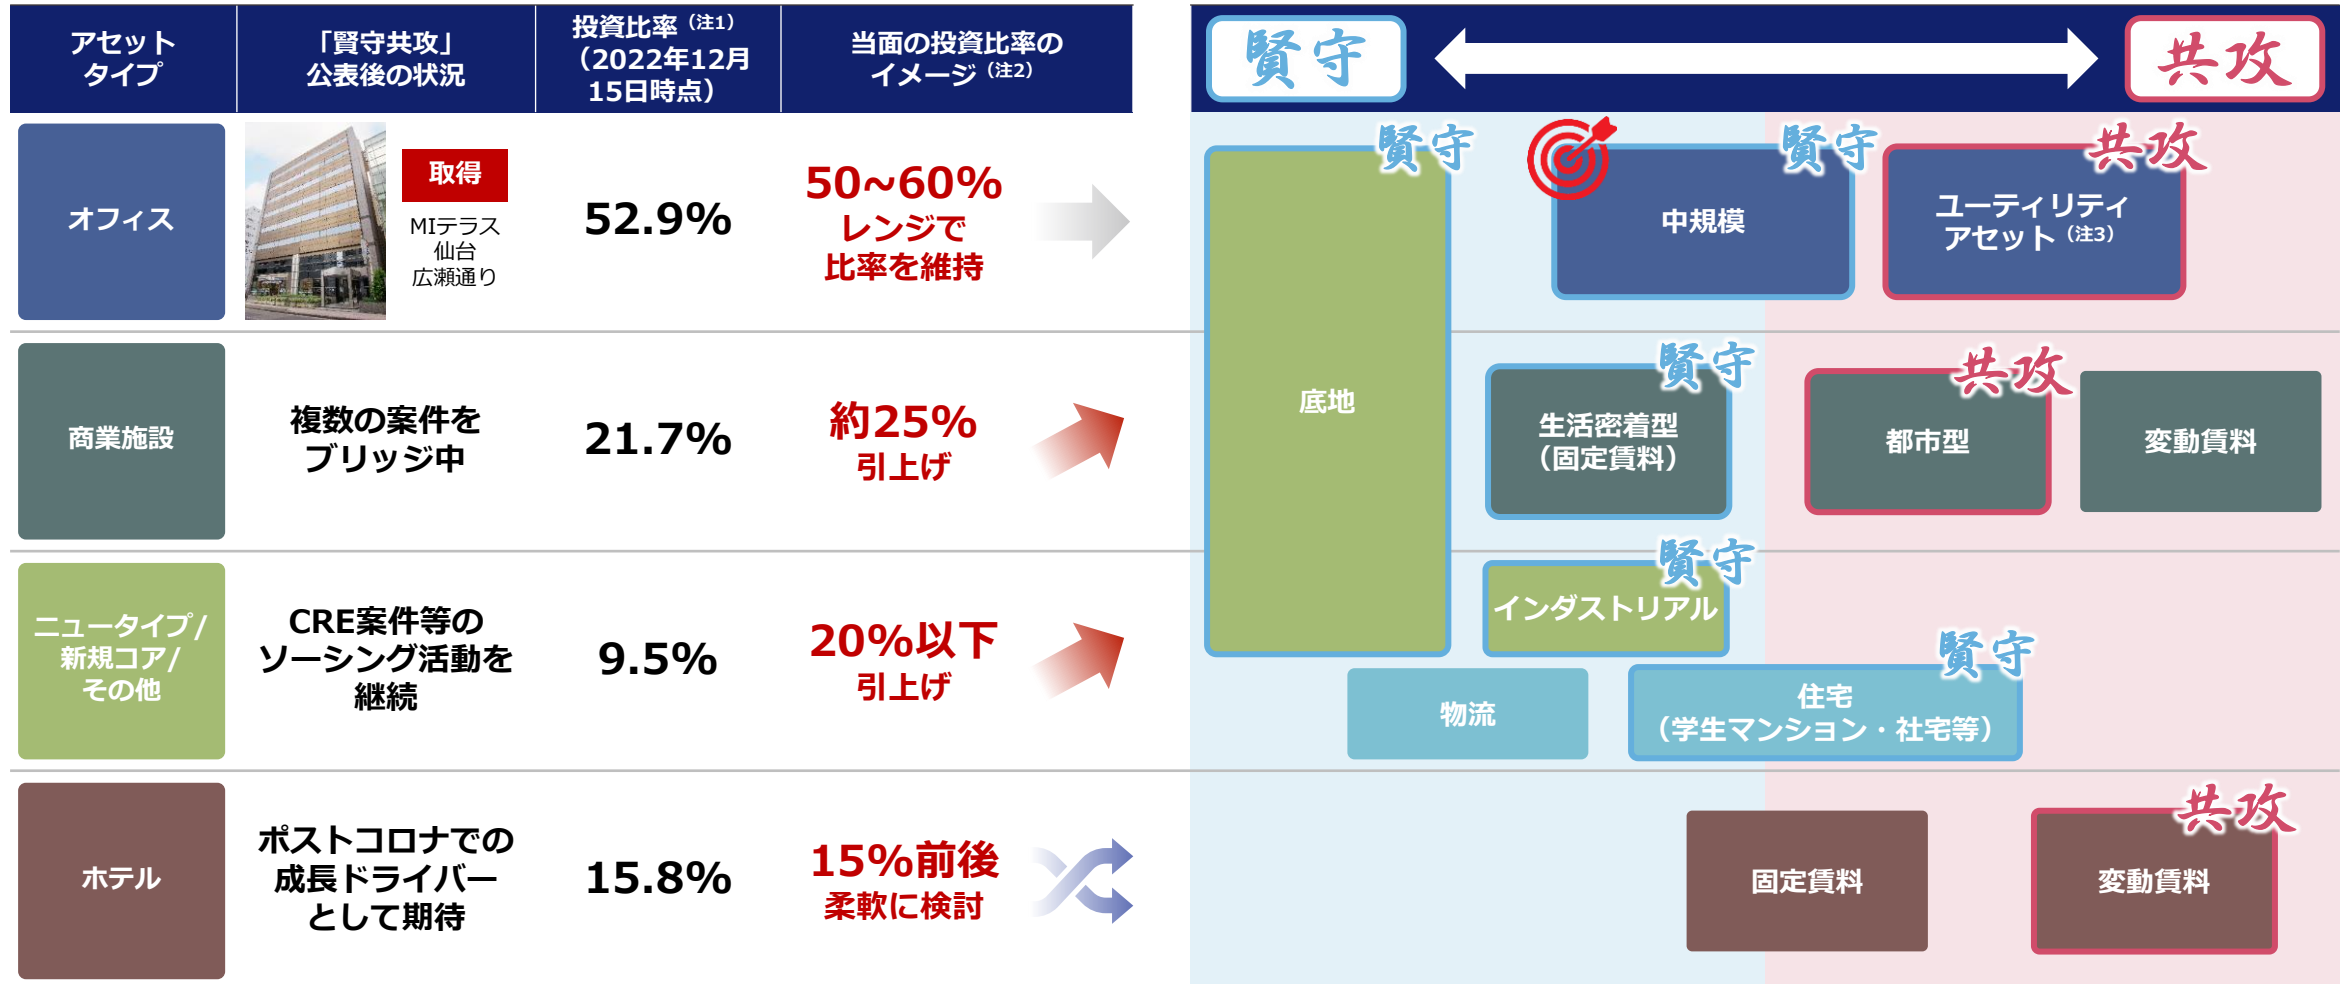 アセット
タイプ
「賢守共攻」
公表後の状況
投資比率（注1）
（2022年12月
15日時点）
当面の投資比率の
イメージ（注2）
賢守
共攻
オフィス
取得
MIテラス
仙台
広瀬通り
52.9%
50~60%
レンジで
比率を維持
賢守
中規模
賢守
共攻
ユーティリティ
アセット（注3）
底地
商業施設
複数の案件を
ブリッジ中
21.7%
約25%
引上げ
賢守
生活密着型
（固定賃料）
共攻
都市型
変動賃料
ニュータイプ/
新規コア/
その他
CRE案件等の
ソーシング活動を
継続
9.5%
20%以下
引上げ
賢守
インダストリアル
物流
賢守
住宅
（学生マンション・社宅等）
ホテル
ポストコロナでの
成長ドライバー
として期待
15.8%
15%前後
柔軟に検討
固定賃料
共攻
変動賃料